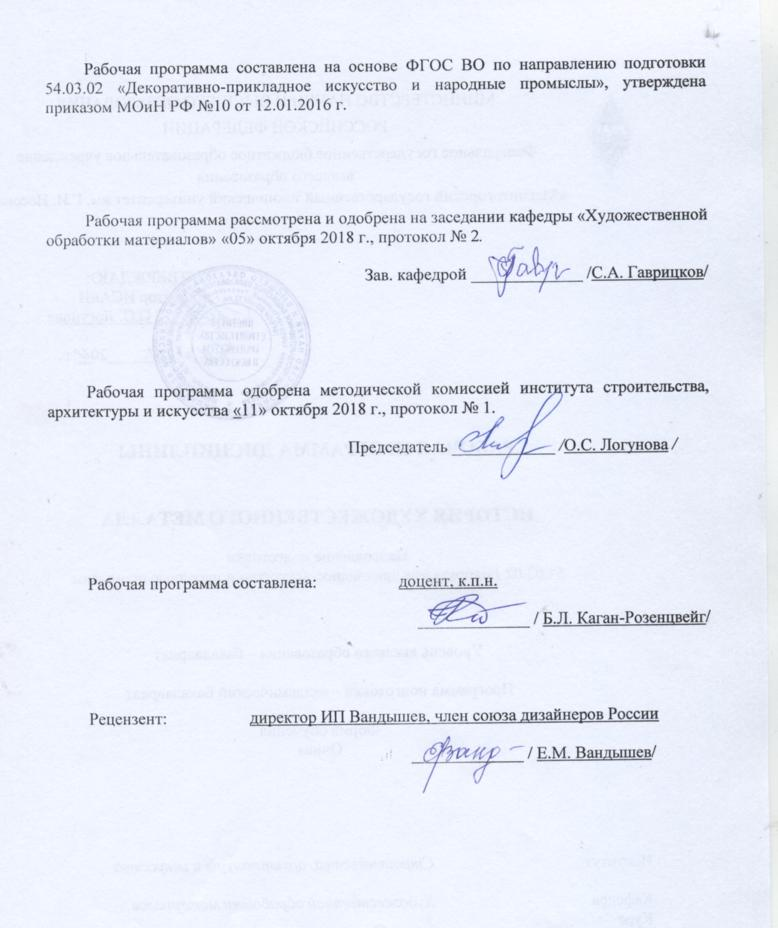 Рабочая программа составлена на основе ФГОС ВО по направлению подготовки
54.03.02 «Декоративно-прикладное искусство и народные промыслы», утверждена
приказом МОиН РФ №10 от 12.01.2016 г.
Рабочая программа рассмотрена и одобрена на заседании кафедры «Художественной
обработки материалов» «05» октября 2018 г., протокол № 2.
Зав. кафедрой _____________ /С.А. Гаврицков/
Рабочая программа одобрена методической комиссией института строительства,
архитектуры и искусства «11» октября 2018 г., протокол № 1.
Председатель ____________ /О.С. Логунова /
Рабочая программа составлена: доцент, к.п.н.
_____________ / Б.Л. Каган-Розенцвейг/
Рецензент: директор ИП Вандышев, член союза дизайнеров России
_____________ / Е.М. Вандышев/